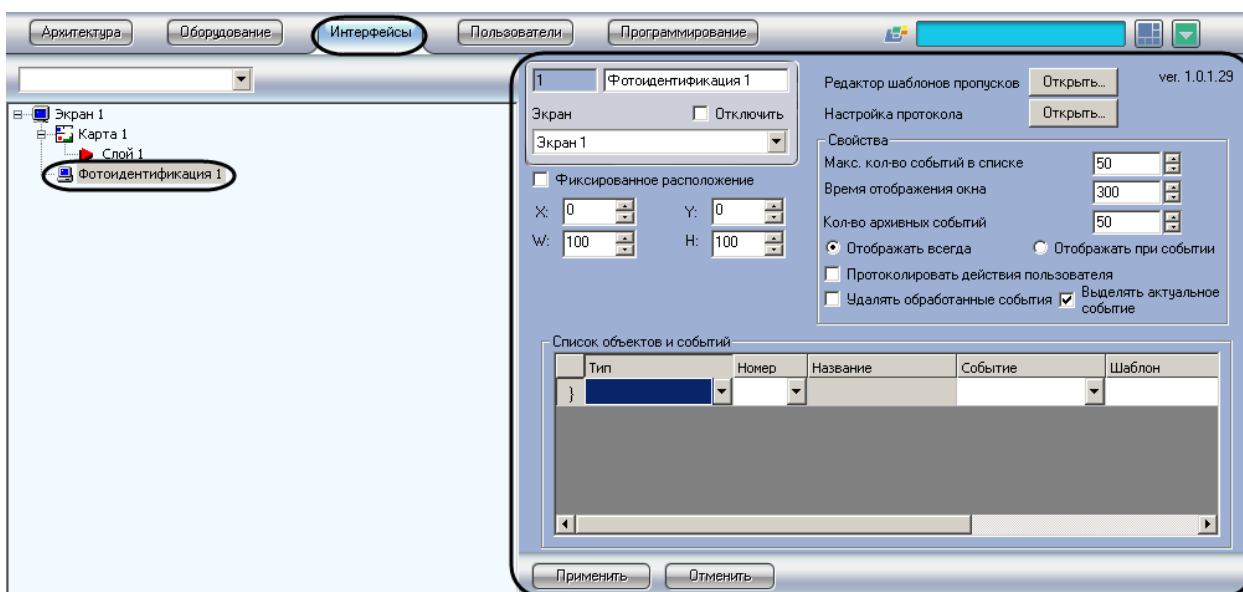 Архитектура Оборудование Интерфейсы Пользователи Программирование
Экран 1
Карта 1
Слой 1
Фотоидентификация 1
1 Фотоидентификация 1
Экран Отключить
Экран 1
Фиксированное расположение
X: 0 Y: 0
W: 100 H: 100
Редактор шаблонов пропусков Открыть... ver. 1.0.1.29
Настройка протокола Открыть...
Свойства
Макс. кол-во событий в списке 50
Время отображения окна 300
Кол-во архивных событий 50
Отображать всегда Отображать при событии
Протоколировать действия пользователя
Удалять обработанные события Выделять актуальное
событие
Список объектов и событий
Тип Номер Название Событие Шаблон
Применить Отменить